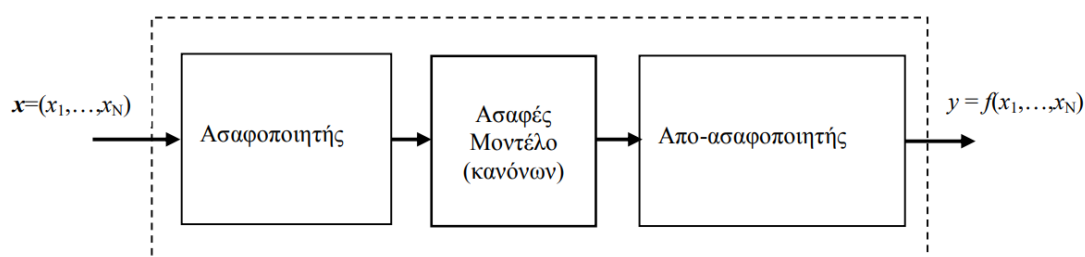 x=(x1,…,xN)
Ασαφοποιητής
Ασαφές
Μοντέλο
(κανόνων)
Απο-ασαφοποιητής
y = f(x1,…,xN)